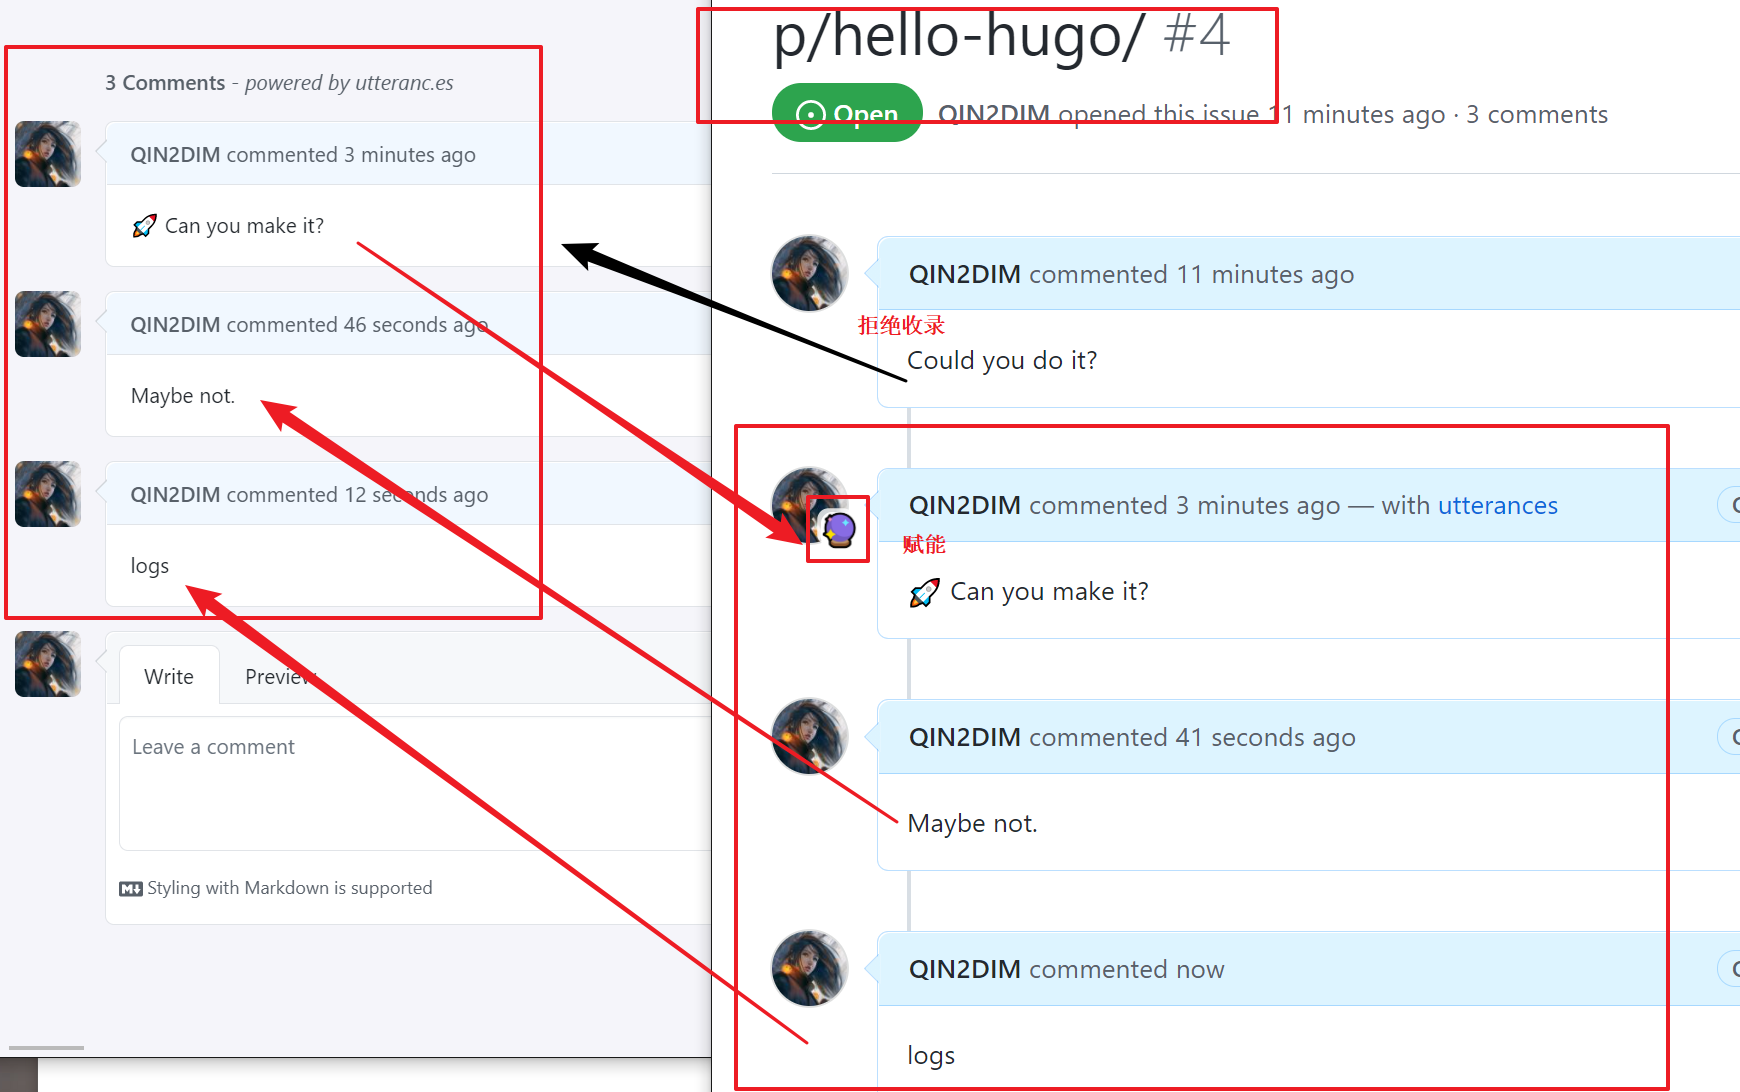 3 Comments - powered by utteranc.es
QIN2DIM commented 3 minutes ago
🚀 Can you make it?
QIN2DIM commented 46 seconds ago
Maybe not.
QIN2DIM commented 12 seconds ago
logs
Write Preview
Leave a comment
M↓ Styling with Markdown is supported
p/hello-hugo/ #4
Open QIN2DIM opened this issue 11 minutes ago · 3 comments
QIN2DIM commented 11 minutes ago
拒绝收录
Could you do it?
QIN2DIM commented 3 minutes ago — with utterances
赋能
🚀 Can you make it?
QIN2DIM commented 41 seconds ago
Maybe not.
QIN2DIM commented now
logs